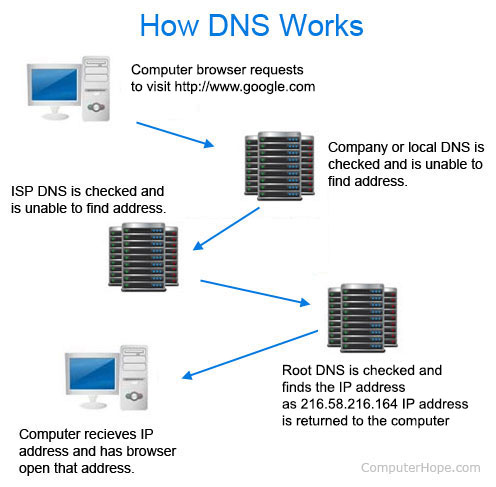 How DNS Works
Computer browser requests
to visit http://www.google.com
Company or local DNS is
checked and is unable to
find address.
ISP DNS is checked and
is unable to find address.
Root DNS is checked and
finds the IP address
as 216.58.216.164 IP address
is returned to the computer
Computer recieves IP
address and has browser
open that address.
ComputerHope.com